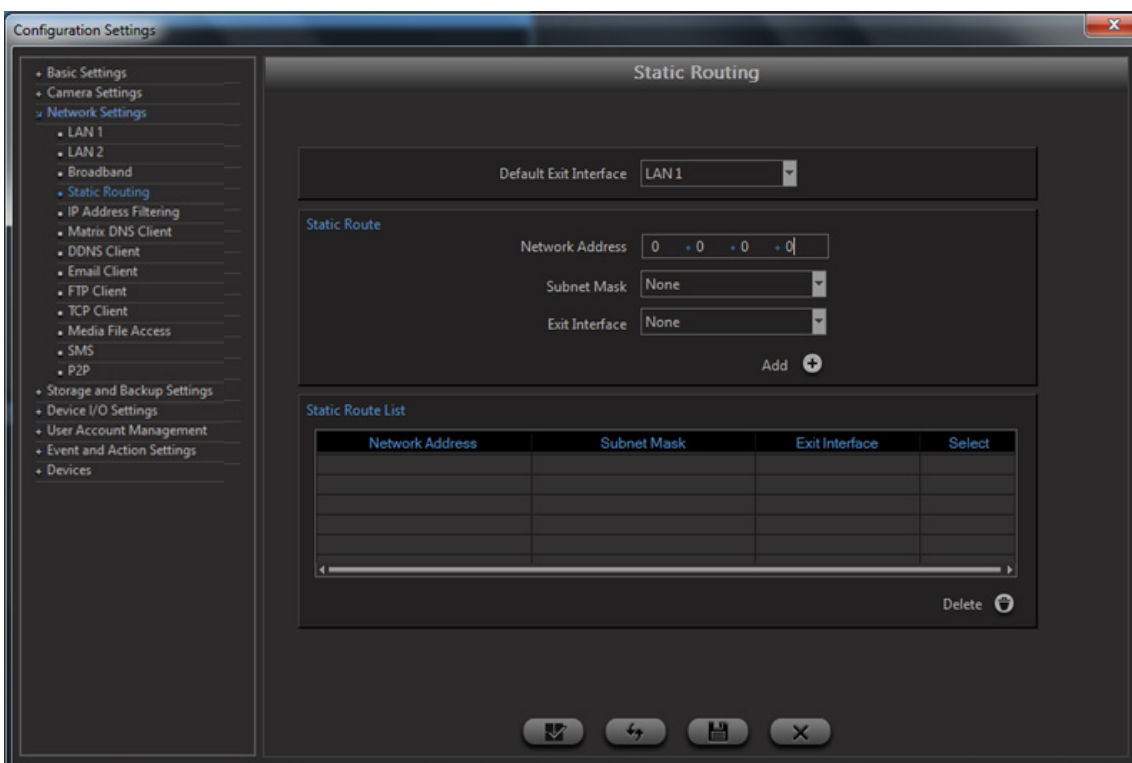 Configuration Settings
Basic Settings
Camera Settings
Network Settings
LAN 1
LAN 2
Broadband
Static Routing
IP Address Filtering
Matrix DNS Client
DDNS Client
Email Client
FTP Client
TCP Client
Media File Access
SMS
P2P
Storage and Backup Settings
Device I/O Settings
User Account Management
Event and Action Settings
Devices
Static Routing
Default Exit Interface LAN 1
Static Route
Network Address 0 . 0 . 0 . 0
Subnet Mask None
Exit Interface None
Add
Static Route List
Network Address Subnet Mask Exit Interface Select
Delete